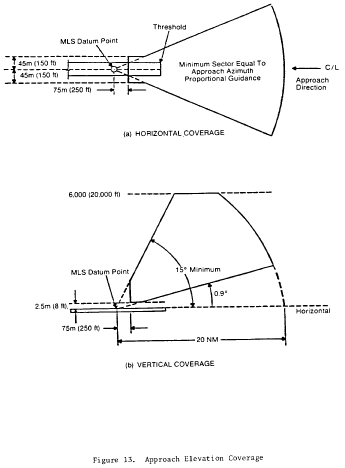 Threshold
MLS Datum Point
45m (150 ft)
45m (150 ft)
Minimum Sector Equal To
Approach Azimuth
Proportional Guidance
C/L
Approach
Direction
75m (250 ft)
(a) HORIZONTAL COVERAGE
6,000 (20,000 ft)
MLS Datum Point
15° Minimum
0.9°
2.5m (8 ft)
Horizontal
75m (250 ft)
20 NM
(b) VERTICAL COVERAGE
Figure 13. Approach Elevation Coverage